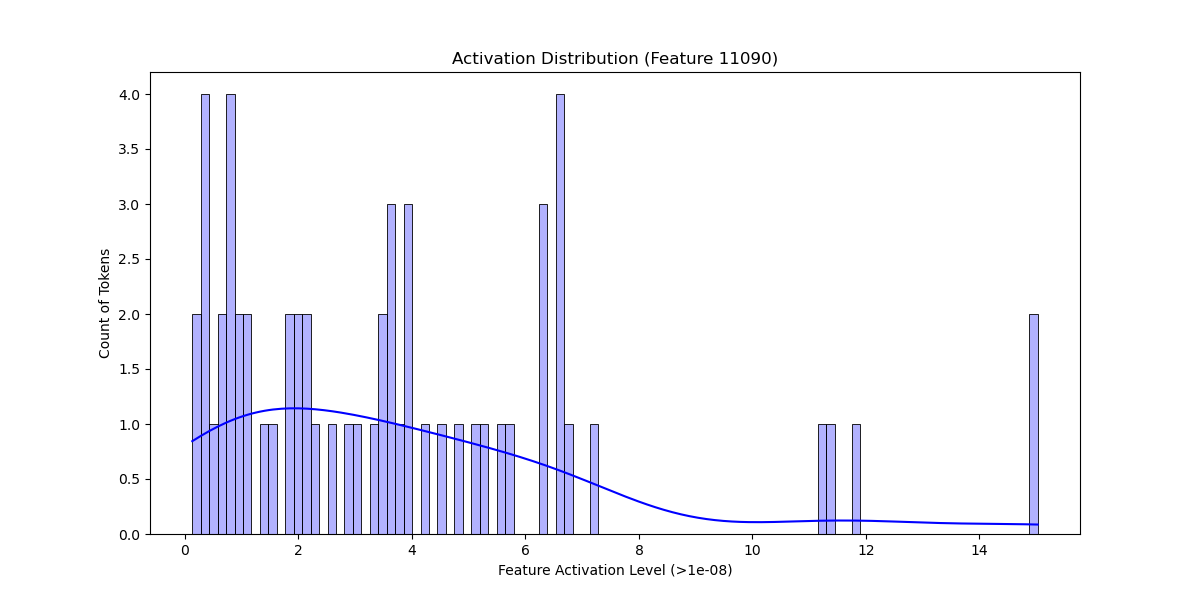 Activation Distribution (Feature 11090)
4.0
3.5
3.0
2.5
2.0
1.5
1.0
0.5
0.0
Count of Tokens
0 2 4 6 8 10 12 14
Feature Activation Level (>1e-08)